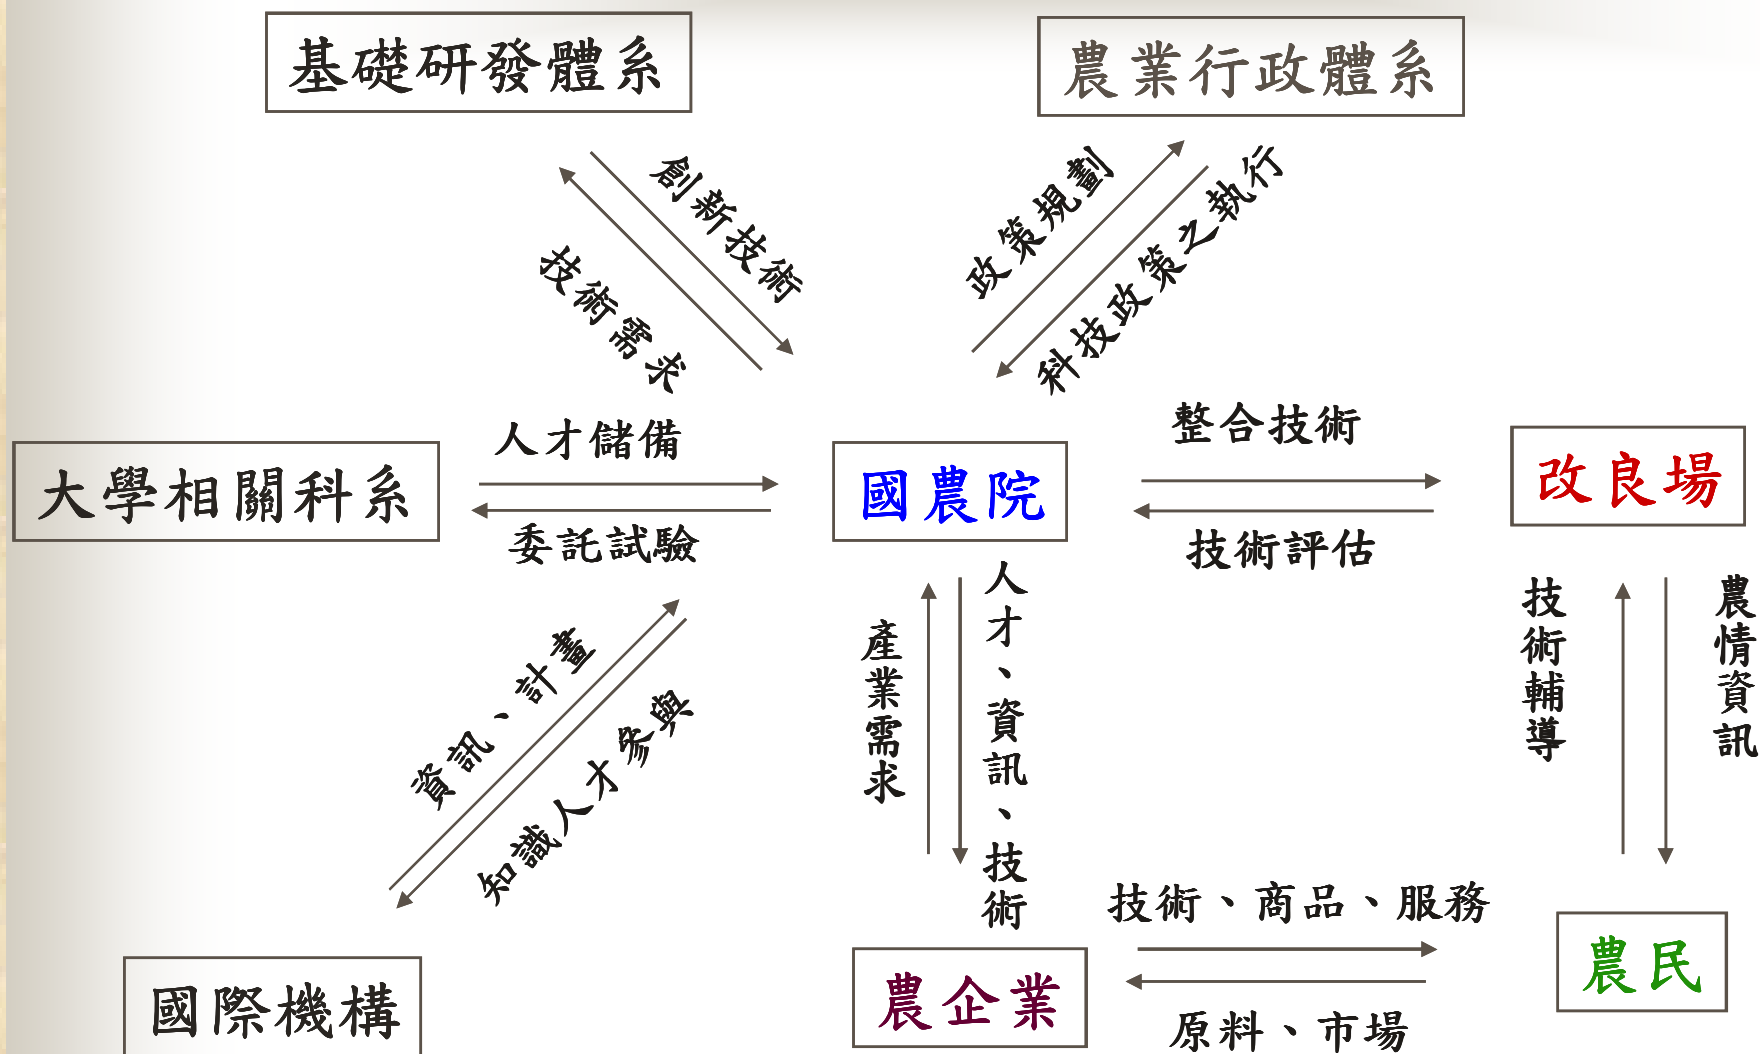 基礎研發體系
農業行政體系
創新技術
技術需求
政策規劃
科技政策之執行
人才儲備
整合技術
大學相關科系
國農院
改良場
委託試驗
技術評估
資訊、計畫
知識人才參與
產業需求
人才、資訊、技術
技術輔導
農情資訊
技術、商品、服務
國際機構
農企業
農民
原料、市場